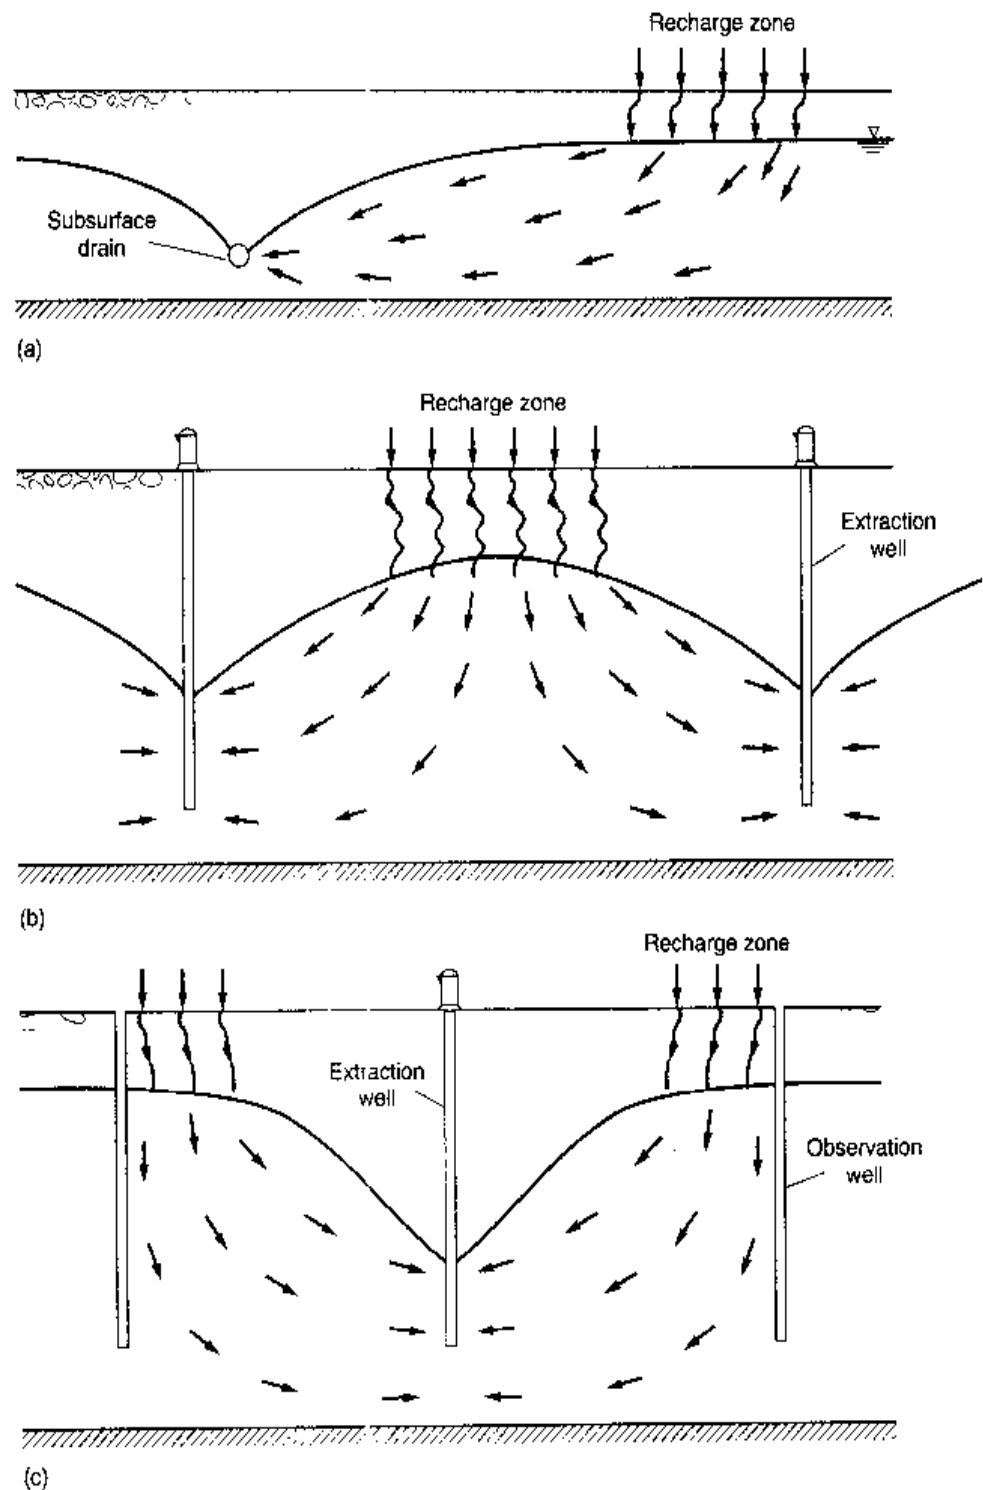 Recharge zone
Subsurface
drain
(a)
Recharge zone
Extraction
well
(b)
Recharge zone
Extraction
well
Observation
well
(c)